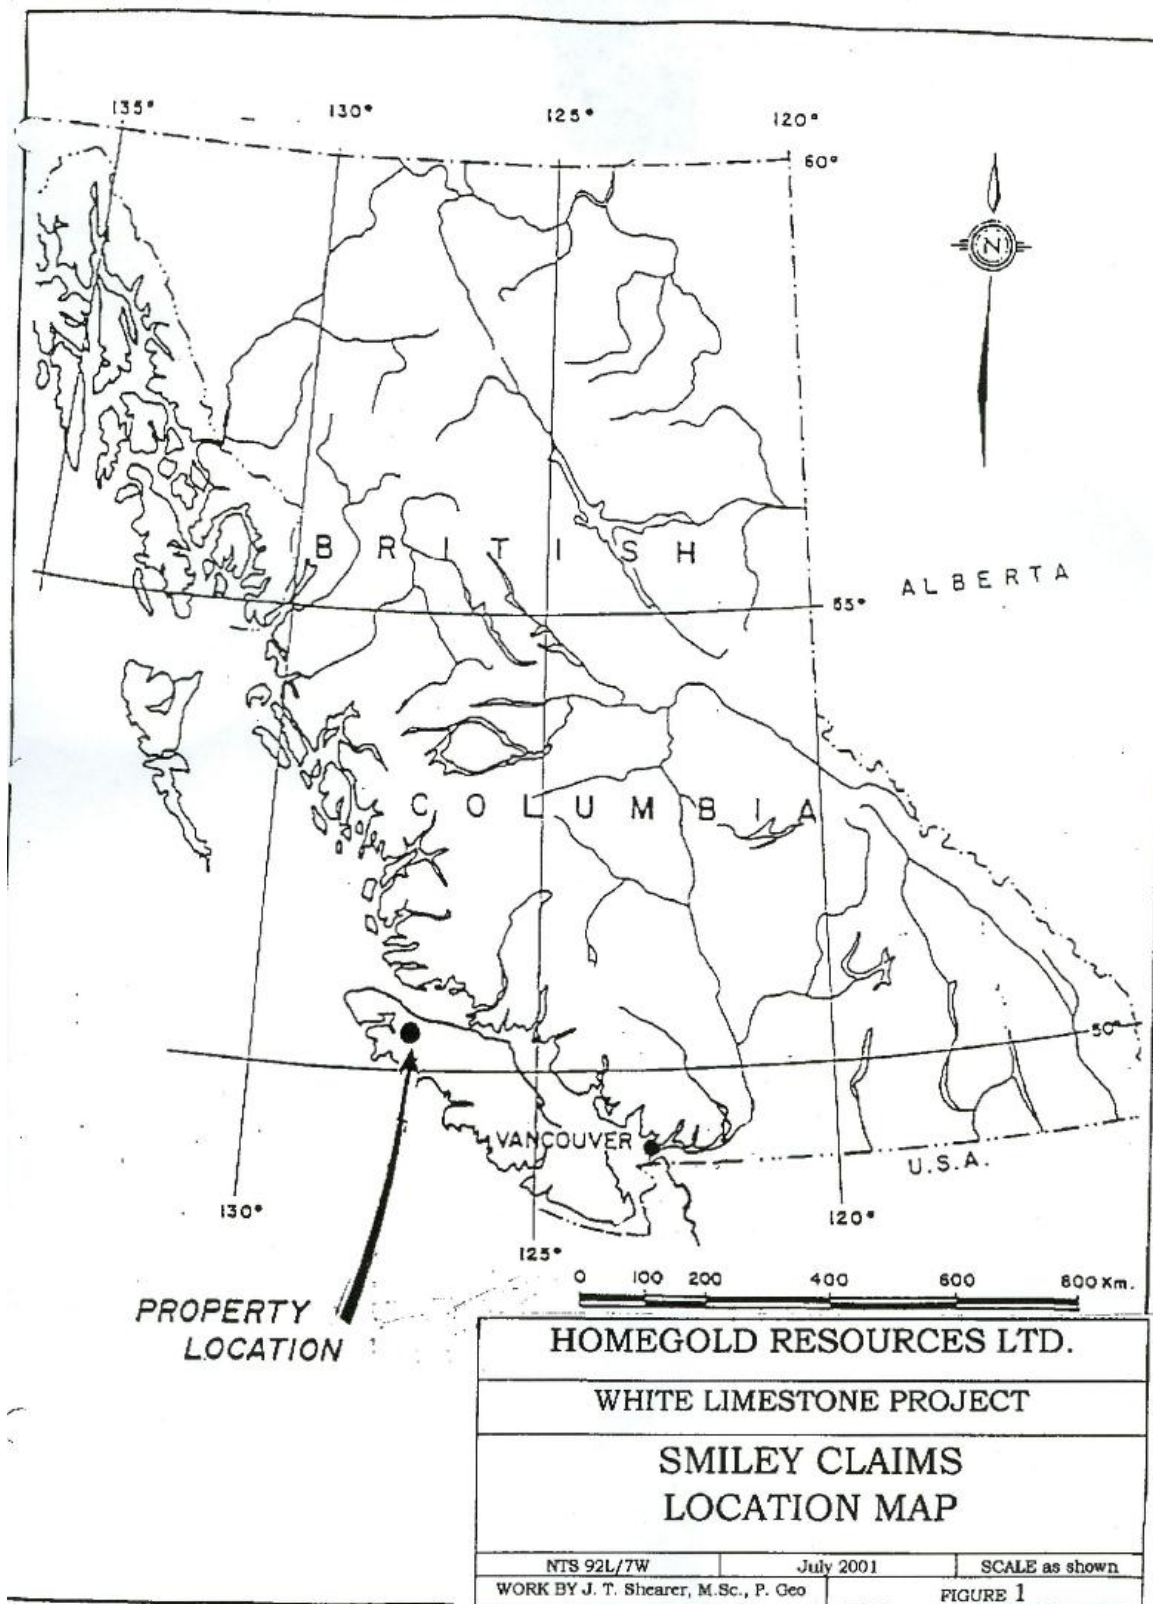 135°
130°
125°
120°
60°
N
BRITISH
ALBERTA
55°
COLUMBIA
50°
VANCOUVER
U.S.A.
130°
120°
125°
0 100 200 400 600 800 Km.
PROPERTY
LOCATION
HOMEGOLD RESOURCES LTD.
WHITE LIMESTONE PROJECT
SMILEY CLAIMS
LOCATION MAP
NTS 92L/7W July 2001 SCALE as shown
WORK BY J. T. Shearer, M.Sc., P. Geo FIGURE 1